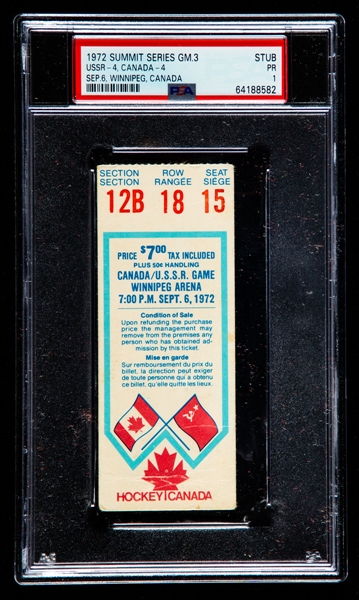 1972 SUMMIT SERIES GM.3 STUB
USSR - 4, CANADA - 4 PR
SEP.6, WINNIPEG, CANADA 1
PSA 64188582
SECTION ROW SEAT
SECTION RANGÉE SIÉGE
12B 18 15
PRICE $7.00 TAX INCLUDED
PLUS 50¢ HANDLING
CANADA/U.S.S.R. GAME
WINNIPEG ARENA
7:00 P.M. SEPT. 6, 1972
Condition of Sale
Upon refunding the purchase
price the management may
remove from the premises any
person who has obtained ad-
mission by this ticket.
Mise en garde
Sur remboursement du prix du
billet, la direction peut exiger
de toute personne qui a obtenu
ce billet, qu'elle quitte les lieux.
HOCKEY CANADA